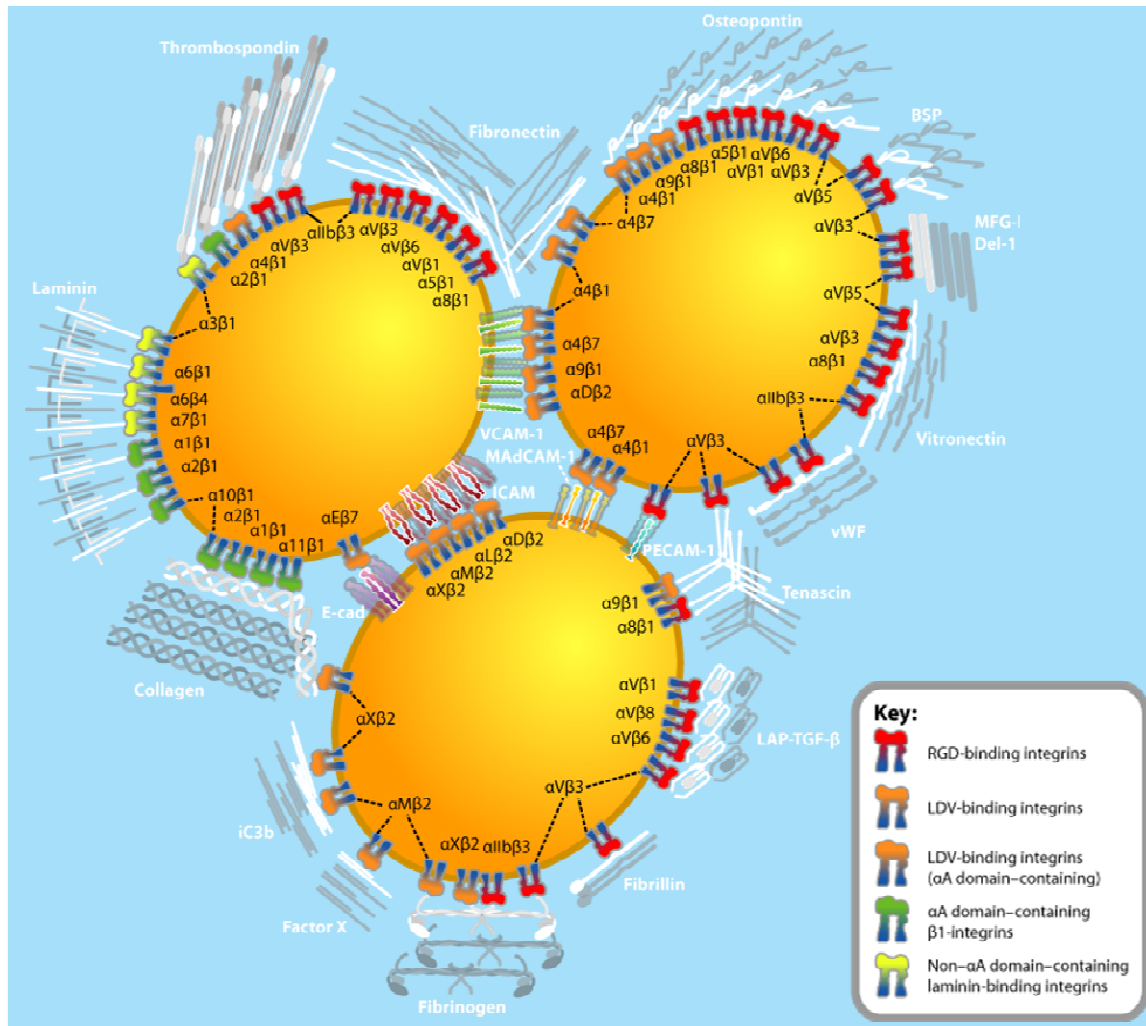 Thrombospondin
Fibronectin
Osteopontin
BSP
MFG-
Del-1
Laminin
αIIbβ3
αVβ3
αVβ3
αVβ6
αVβ1
α5β1
α8β1
α4β1
α2β1
α3β1
α6β1
α6β4
α7β1
α1β1
α2β1
α10β1
α2β1
α1β1
α11β1
αEβ7
α4β7
α4β1
α9β1
α8β1
α5β1
αVβ1
αVβ6
αVβ3
αVβ5
αVβ3
αVβ5
αVβ3
α8β1
αIIbβ3
αVβ3
α4β1
α4β7
α9β1
αDβ2
α4β7
α4β1
VCAM-1
MAdCAM-1
ICAM
PECAM-1
E-cad
Vitronectin
vWF
Tenascin
Collagen
αDβ2
αLβ2
αMβ2
αXβ2
α9β1
α8β1
αVβ1
αVβ8
αVβ6
αVβ3
αXβ2
αMβ2
αXβ2
αIIbβ3
LAP-TGF-β
iC3b
Factor X
Fibrinogen
Fibrillin
Key:
RGD-binding integrins
LDV-binding integrins
LDV-binding integrins
(αA domain–containing)
αA domain–containing
β1-integrins
Non–αA domain–containing
laminin-binding integrins